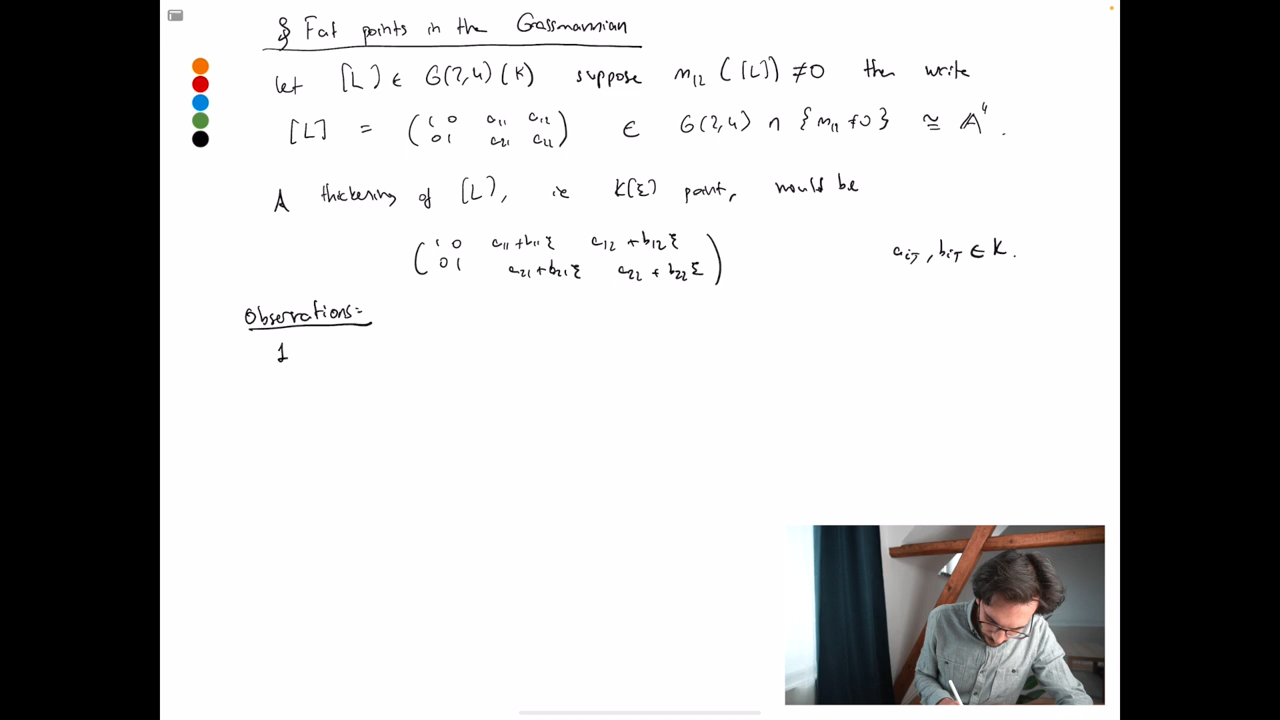 § Fat points in the Grassmannian
Let [L] ∈ G(2,4)(K) suppose m₁₂([L]) ≠ 0 then write
[L] = ( 1 0 a₁₁ a₁₂
0 1 a₂₁ a₂₂ ) ∈ G(2,4) ∩ {m₁₂ ≠ 0} ≅ 𝔸⁴.
A thickening of [L], ie K[ε] point, would be
( 1 0 a₁₁+b₁₁ε a₁₂+b₁₂ε
0 1 a₂₁+b₂₁ε a₂₂+b₂₂ε ) aᵢⱼ, bᵢⱼ ∈ K.
Observations:
1